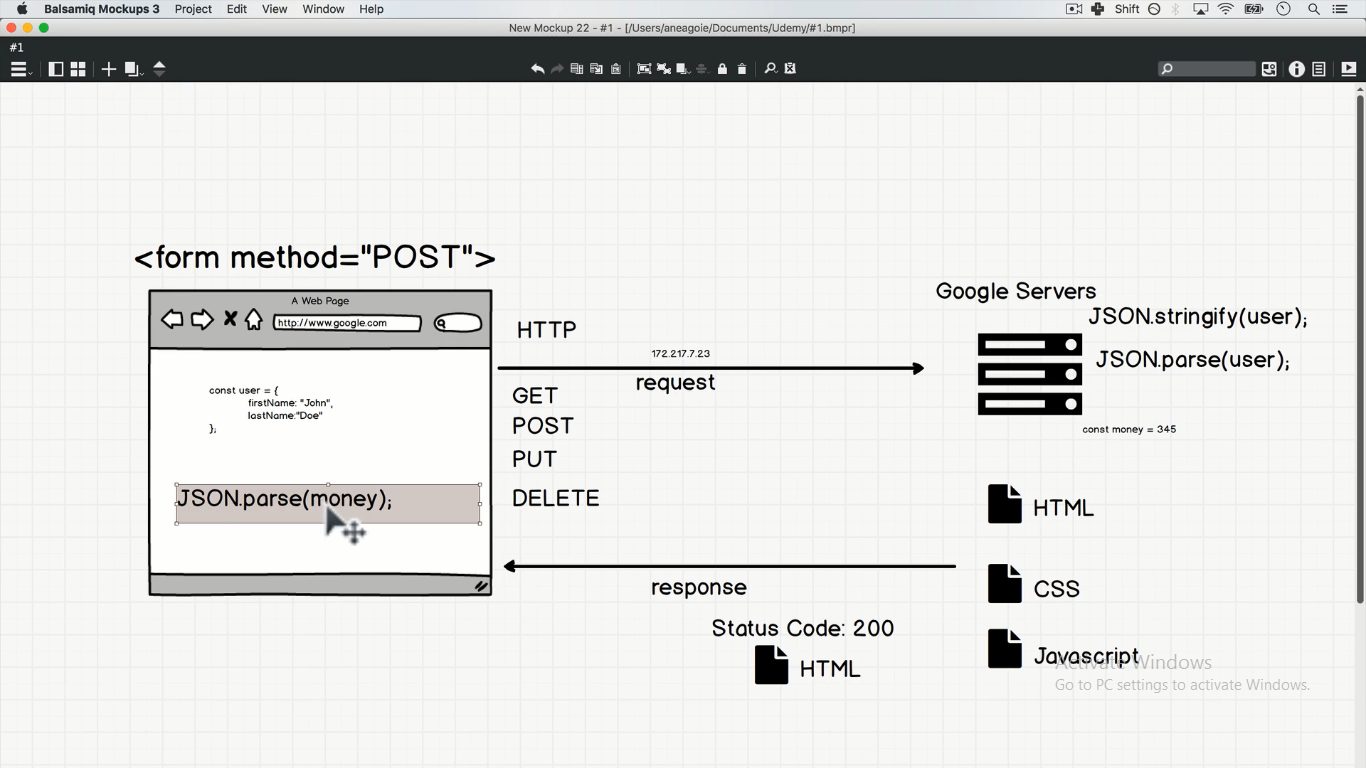 Balsamiq Mockups 3 Project Edit View Window Help Shift
New Mockup 22 - #1 - [/Users/aneagoie/Documents/Udemy/#1.bmpr]
#1
<form method="POST">
A Web Page
http://www.google.com
const user = {
firstName: "John",
lastName:"Doe"
};
JSON.parse(money);
HTTP
172.217.7.23
request
GET
POST
PUT
DELETE
response
Status Code: 200
HTML
Google Servers
JSON.stringify(user);
JSON.parse(user);
const money = 345
HTML
CSS
Javascript
Activate Windows
Go to PC settings to activate Windows.